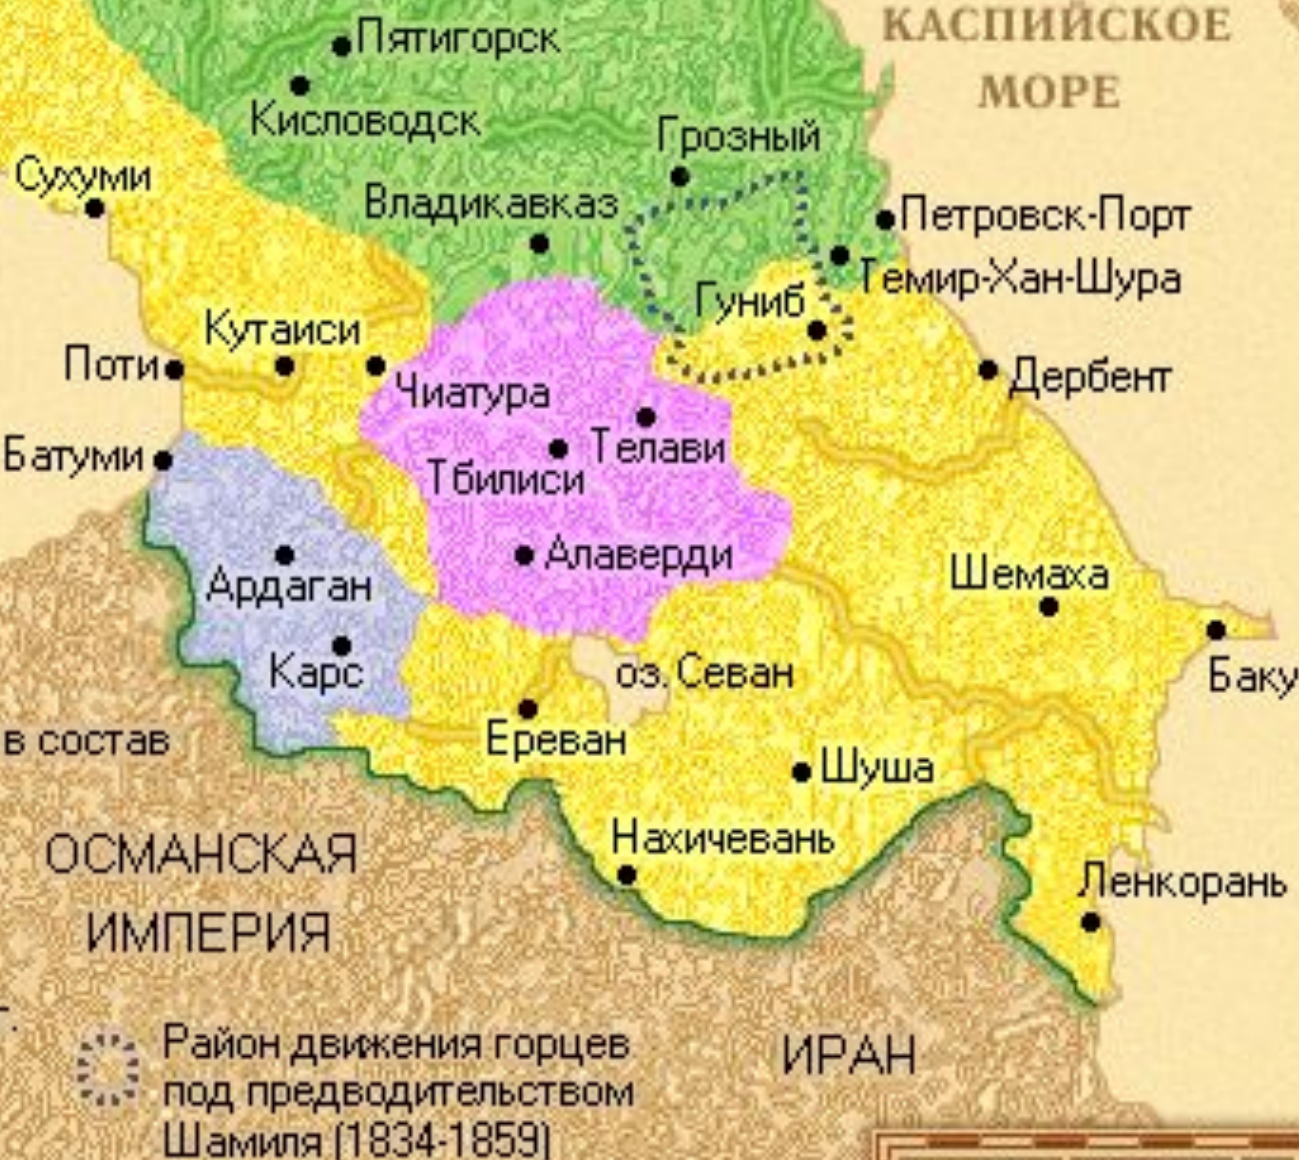 КАСПИЙСКОЕ
МОРЕ
Пятигорск
Кисловодск
Грозный
Сухуми
Владикавказ
Петровск-Порт
Темир-Хан-Шура
Гуниб
Кутаиси
Поти
Чиатура
Дербент
Телави
Батуми
Тбилиси
Алаверди
Ардаган
Шемаха
Карс
оз. Севан
Баку
Ереван
в состав
Шуша
Нахичевань
ОСМАНСКАЯ
ИМПЕРИЯ
Ленкорань
г.
Район движения горцев
под предводительством
Шамиля (1834-1859)
ИРАН